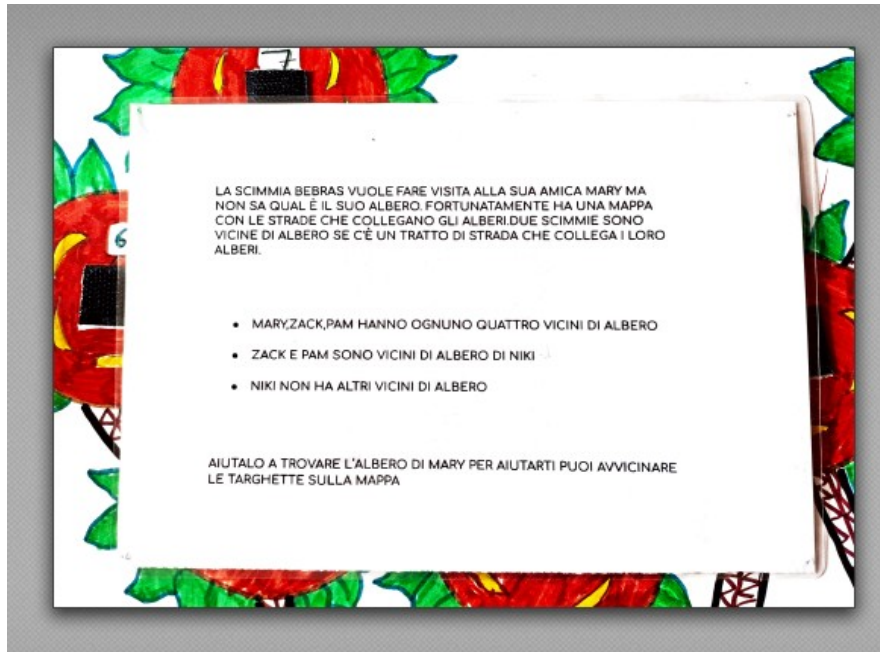 7
6
LA SCIMMIA BEBRAS VUOLE FARE VISITA ALLA SUA AMICA MARY MA
NON SA QUAL È IL SUO ALBERO. FORTUNATAMENTE HA UNA MAPPA
CON LE STRADE CHE COLLEGANO GLI ALBERI.DUE SCIMMIE SONO
VICINE DI ALBERO SE C'È UN TRATTO DI STRADA CHE COLLEGA I LORO
ALBERI.
• MARY,ZACK,PAM HANNO OGNUNO QUATTRO VICINI DI ALBERO
• ZACK E PAM SONO VICINI DI ALBERO DI NIKI
• NIKI NON HA ALTRI VICINI DI ALBERO
AIUTALO A TROVARE L'ALBERO DI MARY PER AIUTARTI PUOI AVVICINARE
LE TARGHETTE SULLA MAPPA